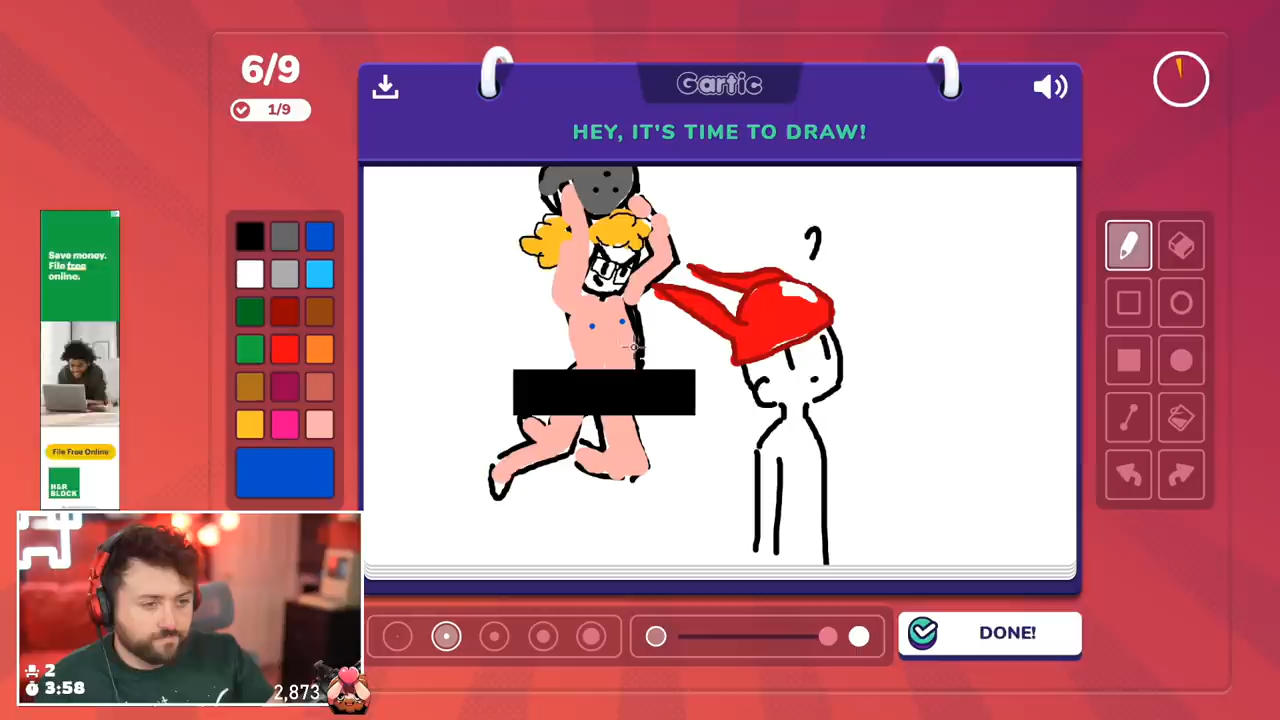 6/9
1/9
Gartic
HEY, IT'S TIME TO DRAW!
?
Save money.
File free
online.
File Free Online
H&R
BLOCK
2
3:58
2,873
DONE!